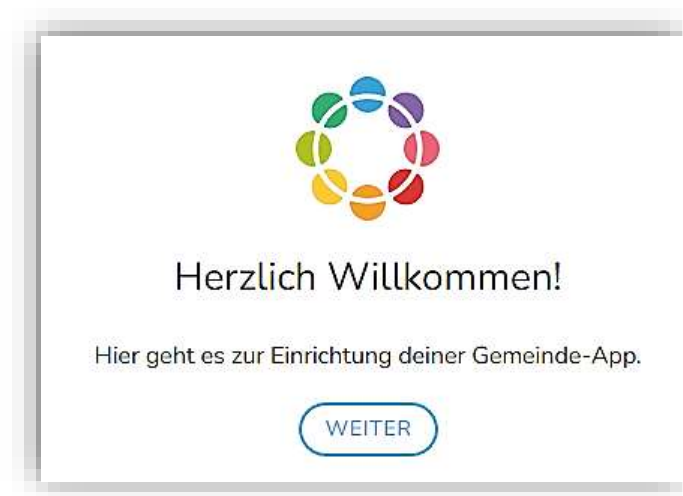 Herzlich Willkommen!
Hier geht es zur Einrichtung deiner Gemeinde-App.
WEITER